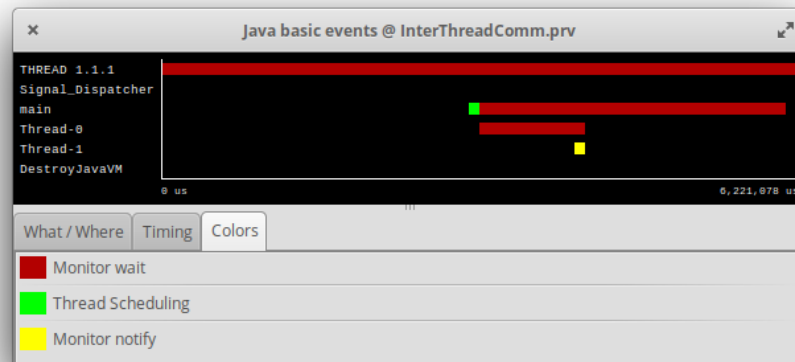 Java basic events @ InterThreadComm.prv
THREAD 1.1.1
Signal_Dispatcher
main
Thread-0
Thread-1
DestroyJavaVM
0 us 6,221,078 us
What / Where Timing Colors
Monitor wait
Thread Scheduling
Monitor notify